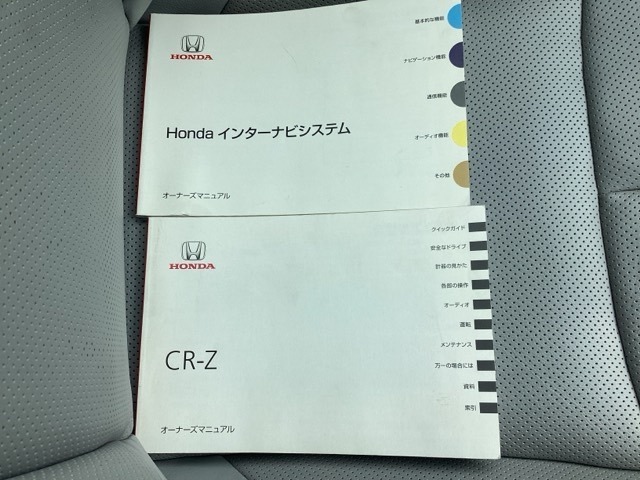 HONDA
基本的な機能
ナビゲーション機能
通信機能
Honda インターナビシステム
オーディオ機能
その他
オーナーズマニュアル
HONDA
クイックガイド
安全なドライブ
計器の見かた
各部の操作
オーディオ
運転
CR-Z
メンテナンス
万一の場合には
資料
索引
オーナーズマニュアル